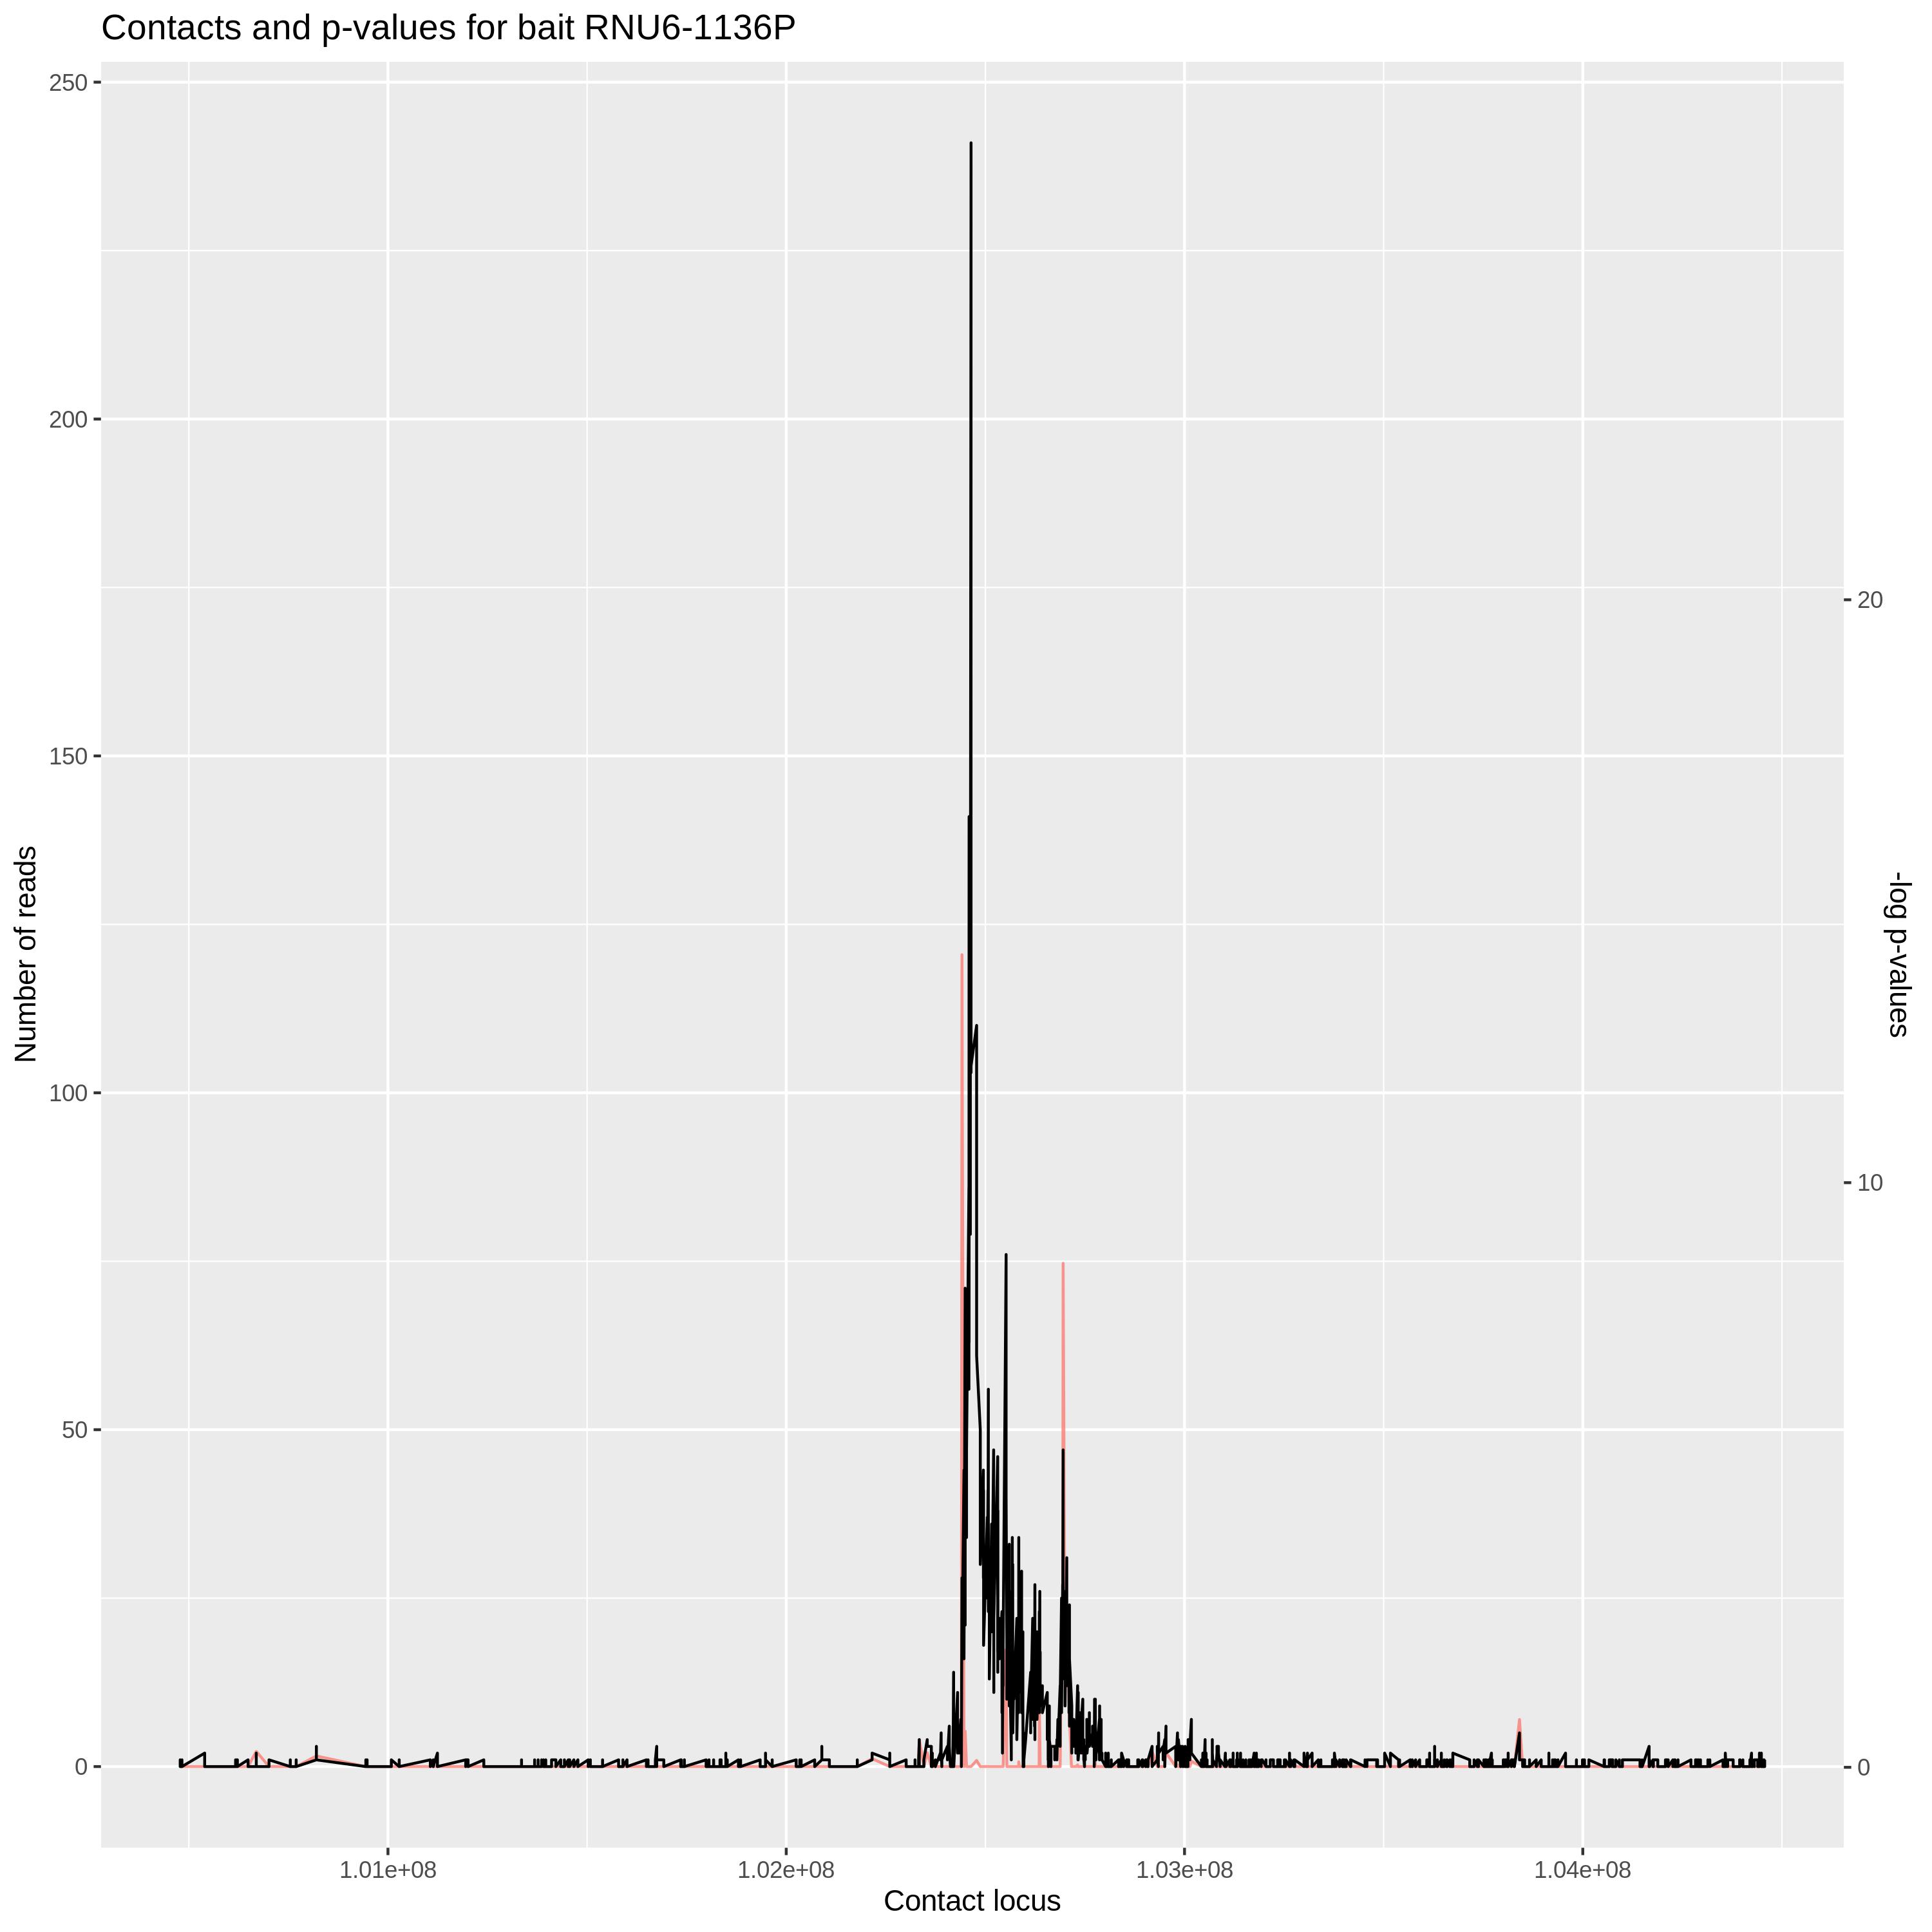 Contacts and p-values for bait RNU6-1136P
250
200
150
100
50
0
Number of reads
20
10
0
-log p-values
1.01e+08
1.02e+08
1.03e+08
1.04e+08
Contact locus